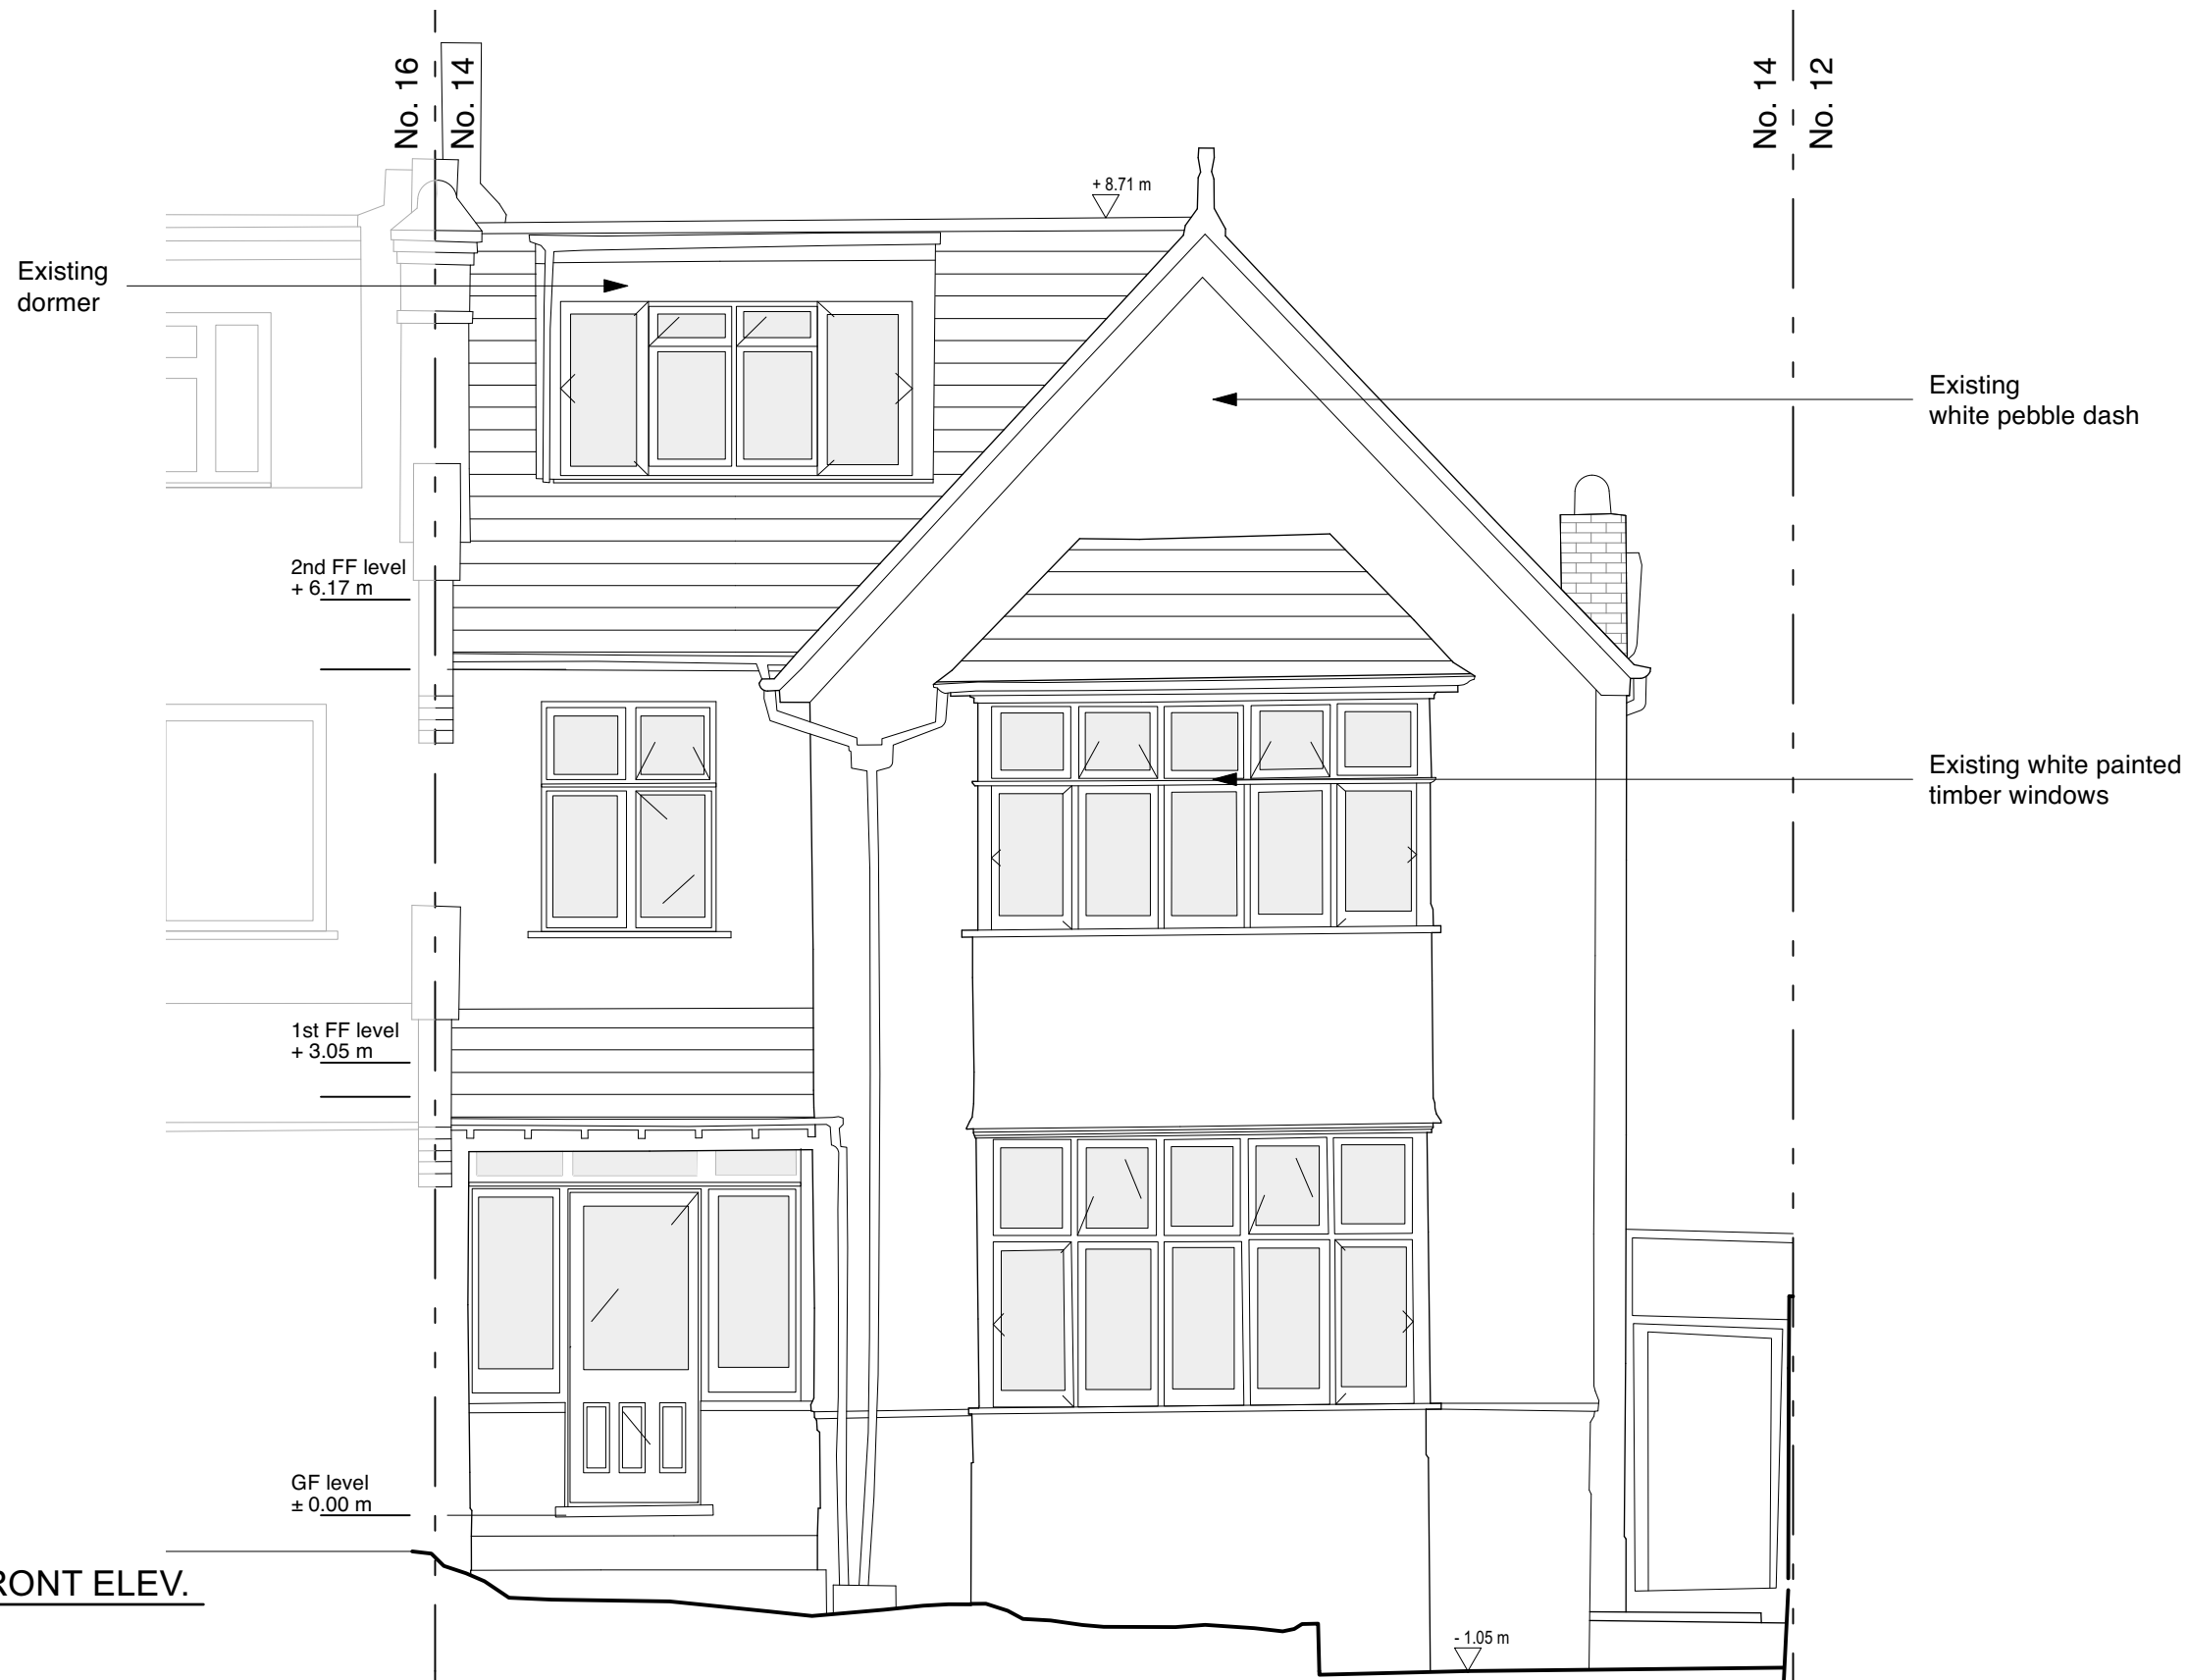 No. 16
No. 14
No. 14
No. 12
+ 8.71 m
Existing
dormer
Existing
white pebble dash
2nd FF level
+ 6.17 m
Existing white painted
timber windows
1st FF level
+ 3.05 m
GF level
± 0.00 m
RONT ELEV.
- 1.05 m